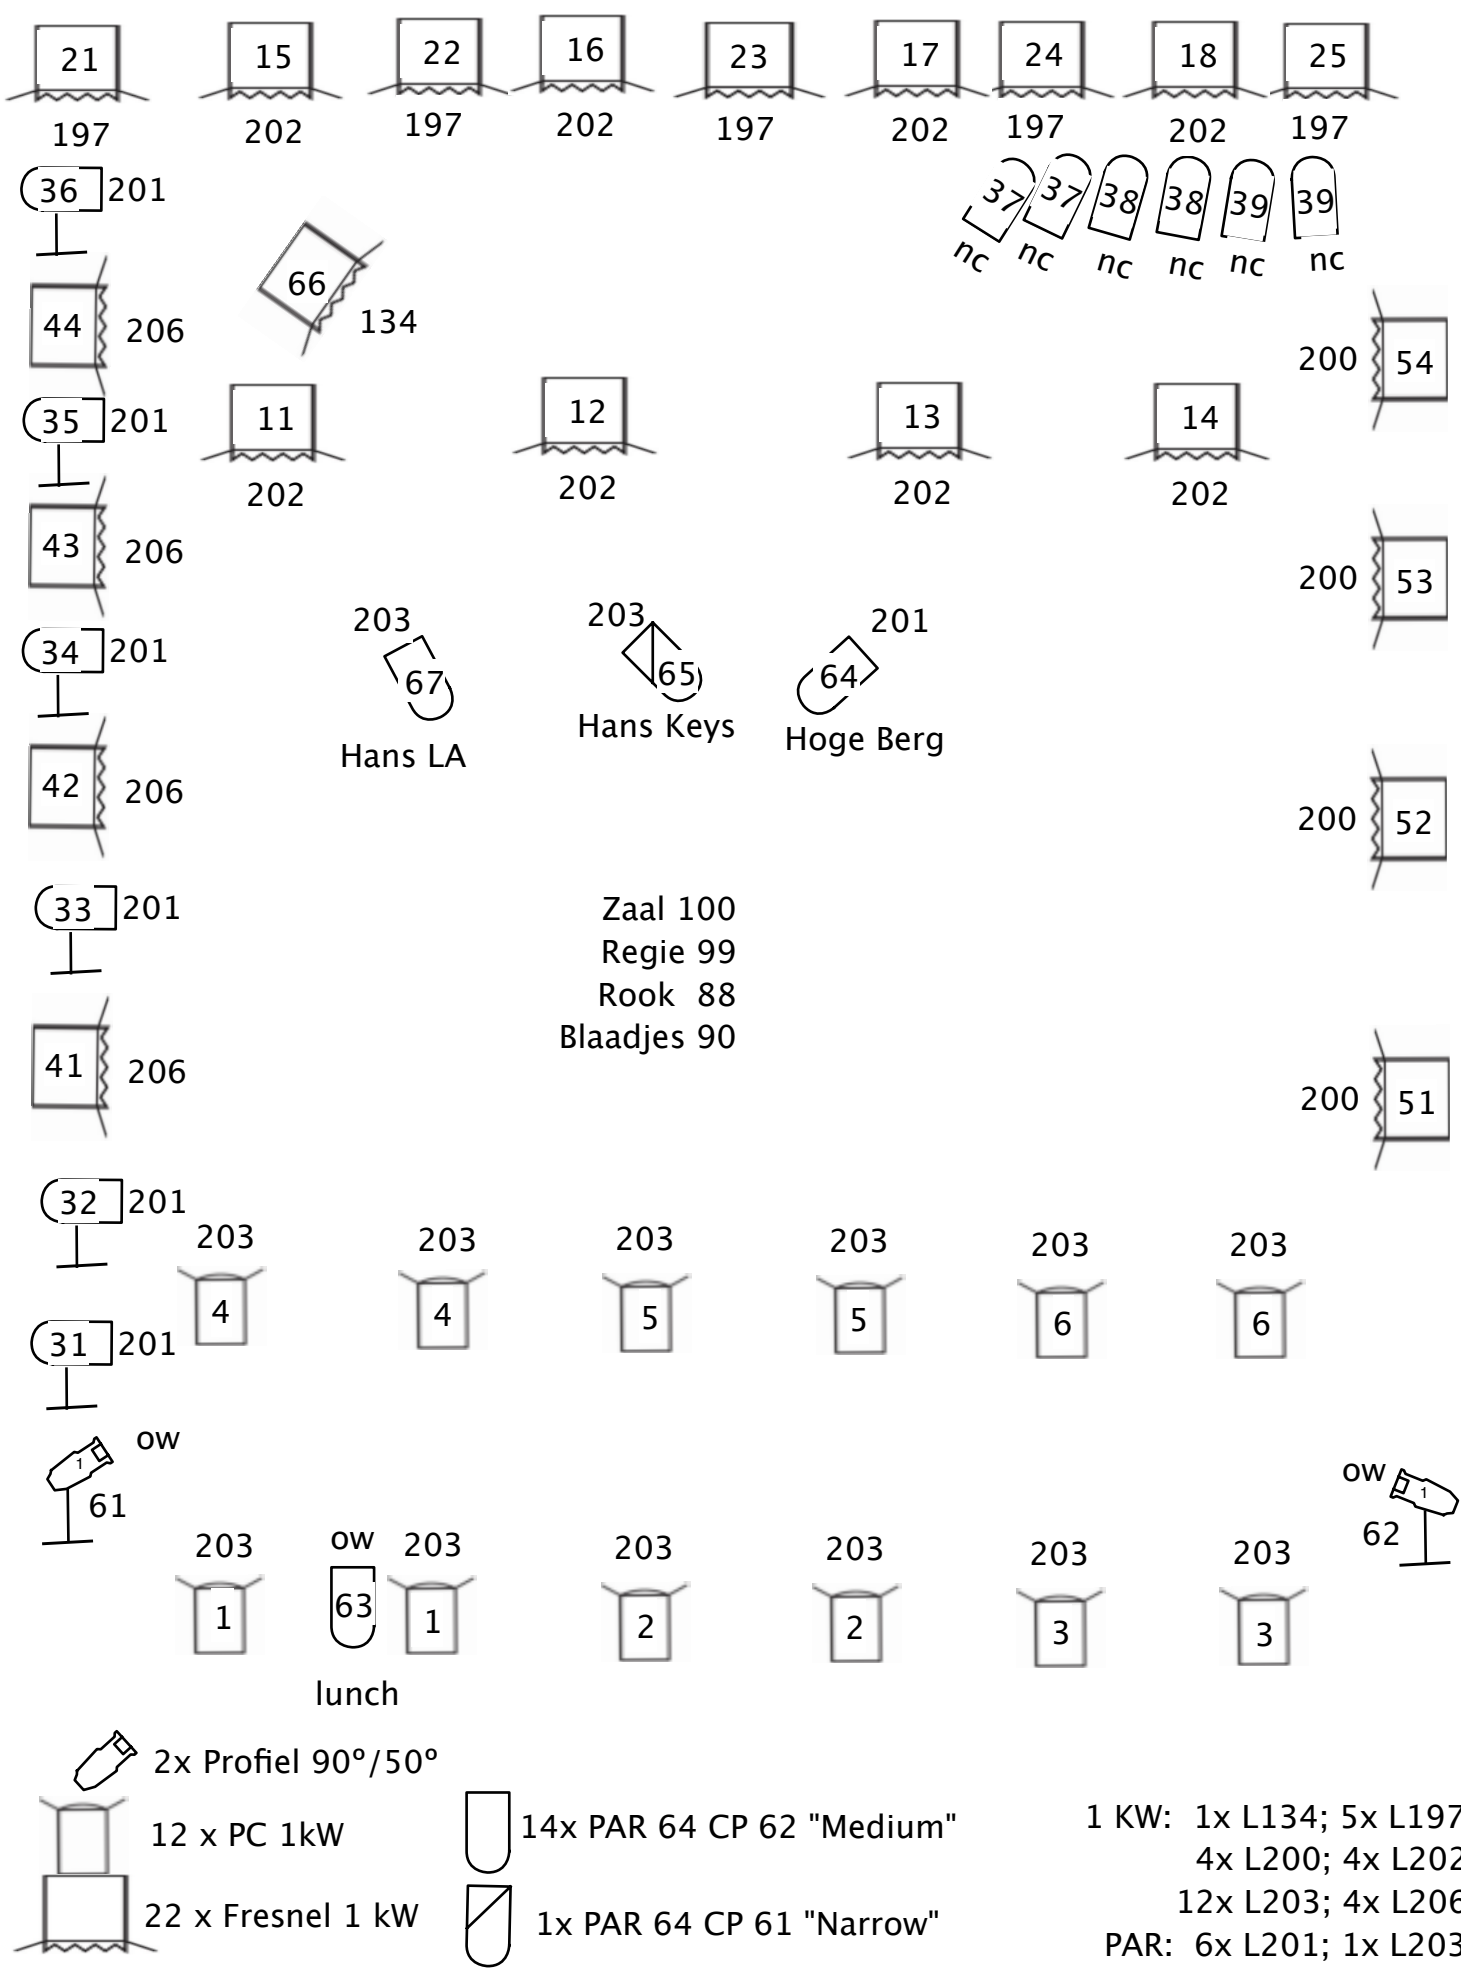 21 15 22 16 23 17 24 18 25
197 202 197 202 197 202 197 202 197
36 201
37 37 38 38 39 39
nc nc nc nc nc nc
66
134
44 206
200 54
35 201
11 12 13 14
202 202 202 202
43 206
200 53
203 203 201
34 201
67 65 64
Hans LA
Hans Keys
Hoge Berg
42 206
200 52
33 201
Zaal 100
Regie 99
Rook 88
Blaadjes 90
41 206
200 51
32 201
203 203 203 203 203 203
4 4 5 5 6 6
31 201
ow
1
61
ow
1
62
203 ow 203 203 203 203 203
1 63 1 2 2 3 3
lunch
2x Profiel 90º/50º
12 x PC 1kW
22 x Fresnel 1 kW
14x PAR 64 CP 62 "Medium"
1x PAR 64 CP 61 "Narrow"
1 KW: 1x L134; 5x L197
4x L200; 4x L202
12x L203; 4x L206
PAR: 6x L201; 1x L203